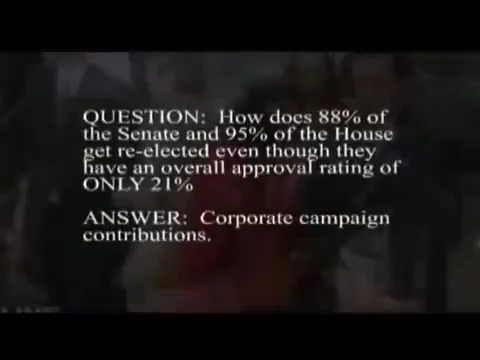 QUESTION:  How does 88% of
the Senate and 95% of the House
get re-elected even though they
have an overall approval rating of
ONLY 21%
ANSWER:  Corporate campaign
contributions.